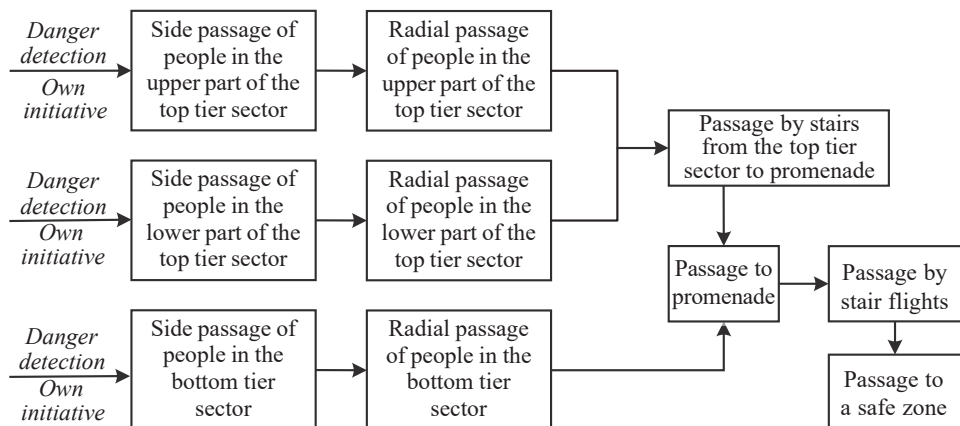 Danger
detection
Own
initiative
Side passage of
people in the
upper part of the
top tier sector
Radial passage
of people in the
upper part of the
top tier sector
Danger
detection
Own
initiative
Side passage of
people in the
lower part of the
top tier sector
Radial passage
of people in the
lower part of the
top tier sector
Passage by stairs
from the top tier
sector to promenade
Passage to
promenade
Passage by
stair flights
Danger
detection
Own
initiative
Side passage of
people in the
bottom tier
sector
Radial passage
of people in the
bottom tier
sector
Passage to
a safe zone